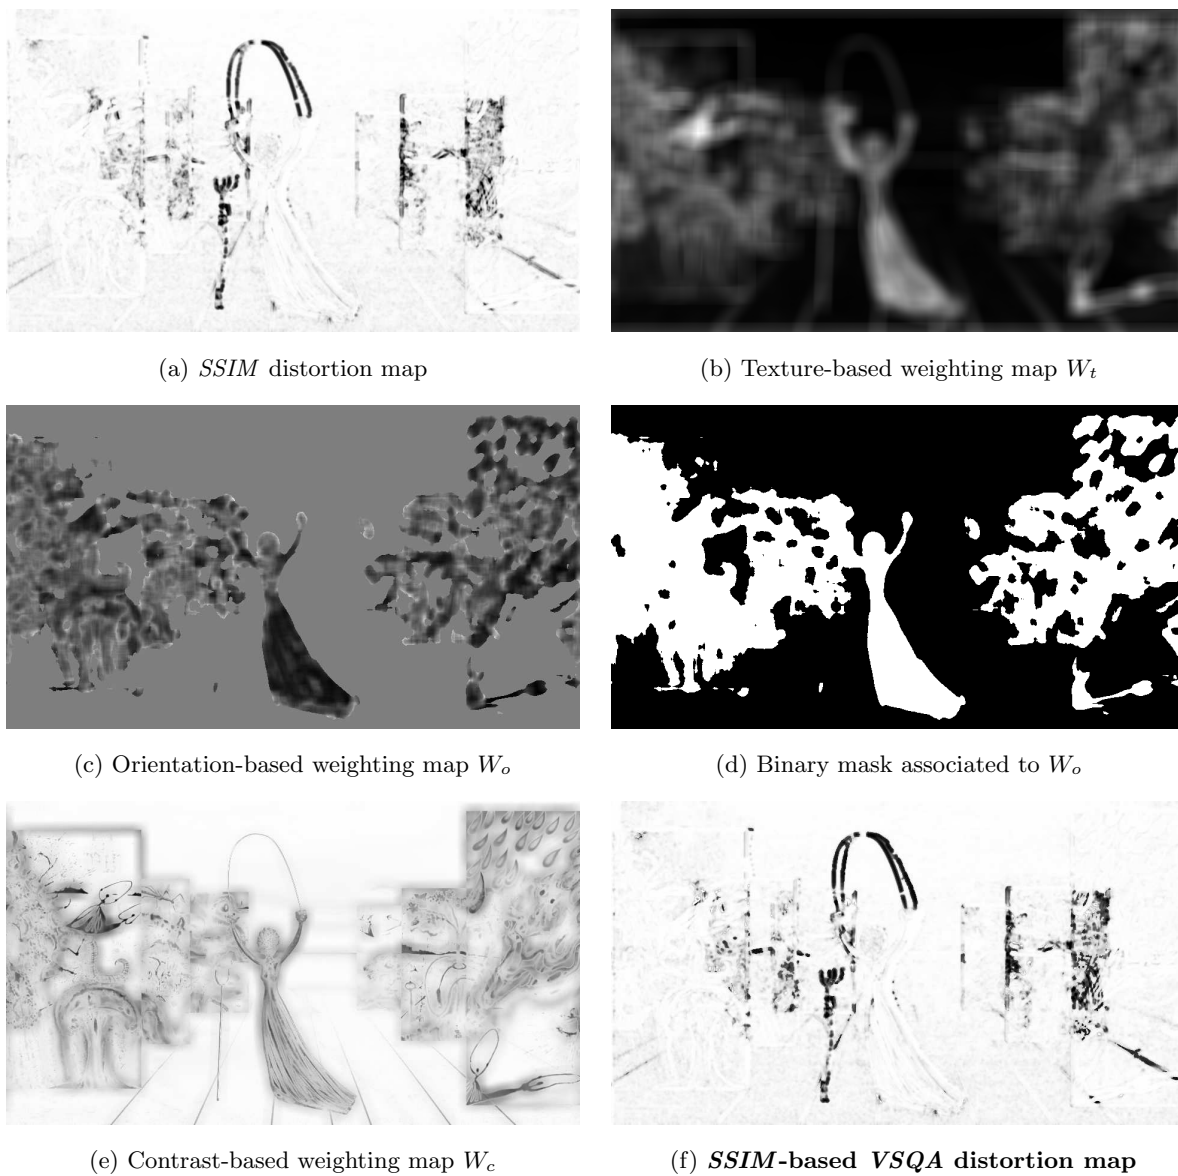 (a) SSIM distortion map
(b) Texture-based weighting map Wt
(c) Orientation-based weighting map Wo
(d) Binary mask associated to Wo
(e) Contrast-based weighting map Wc
(f) SSIM-based VSQA distortion map